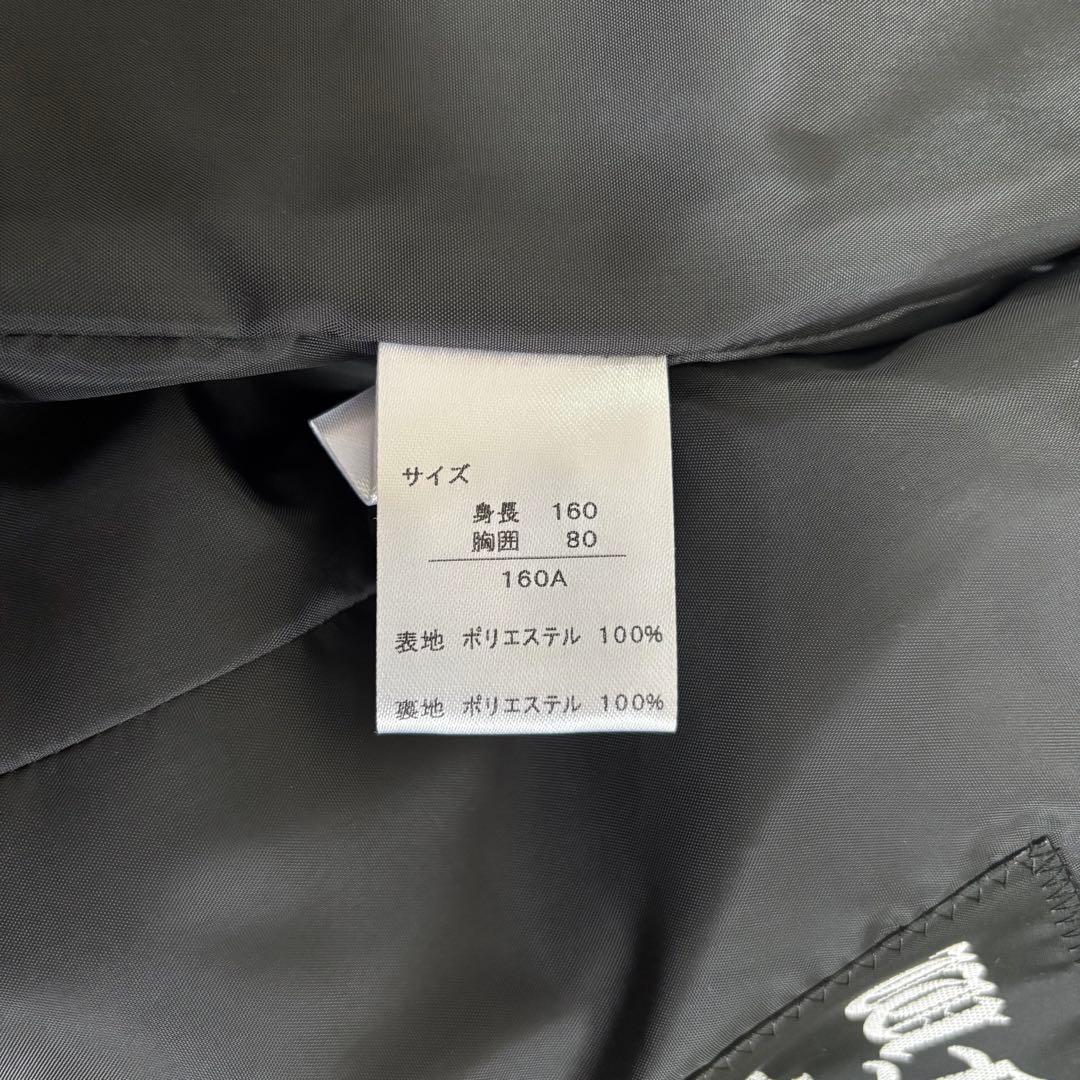 サイズ
身長 160
胸囲 80
160A
表地 ポリエステル 100%
裏地 ポリエステル 100%